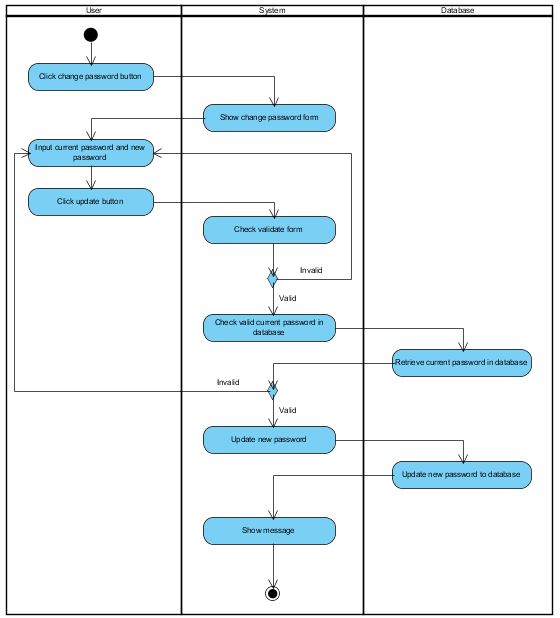 User
System
Database
Click change password button
Show change password form
Input current password and new
password
Click update button
Check validate form
Invalid
Valid
Check valid current password in
database
Retrieve current password in database
Invalid
Valid
Update new password
Update new password to database
Show message